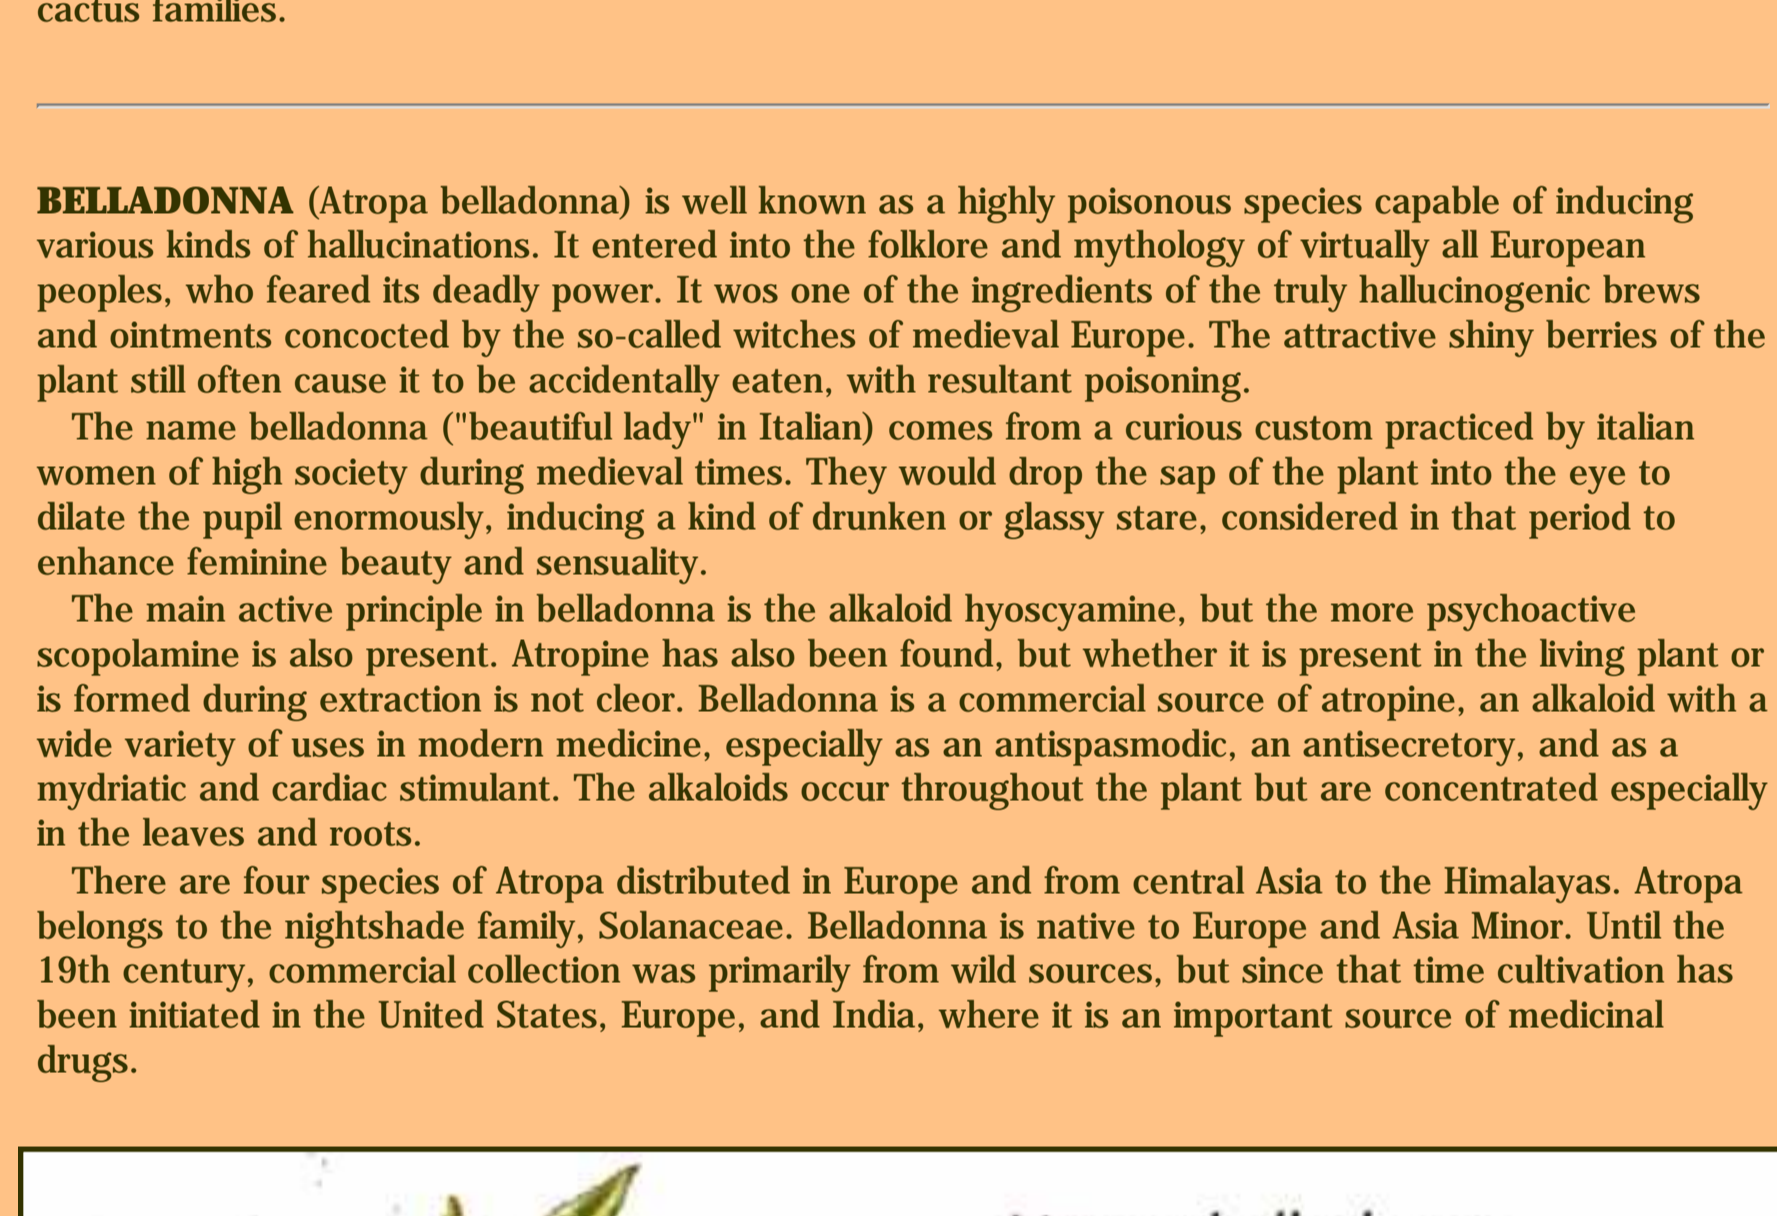 cactus families.
BELLADONNA (Atropa belladonna) is well known as a highly poisonous species capable of inducing
various kinds of hallucinations. It entered into the folklore and mythology of virtually all European
peoples, who feared its deadly power. It wos one of the ingredients of the truly hallucinogenic brews
and ointments concocted by the so-called witches of medieval Europe. The attractive shiny berries of the
plant still often cause it to be accidentally eaten, with resultant poisoning.
The name belladonna ("beautiful lady" in Italian) comes from a curious custom practiced by italian
women of high society during medieval times. They would drop the sap of the plant into the eye to
dilate the pupil enormously, inducing a kind of drunken or glassy stare, considered in that period to
enhance feminine beauty and sensuality.
The main active principle in belladonna is the alkaloid hyoscyamine, but the more psychoactive
scopolamine is also present. Atropine has also been found, but whether it is present in the living plant or
is formed during extraction is not cleor. Belladonna is a commercial source of atropine, an alkaloid with a
wide variety of uses in modern medicine, especially as an antispasmodic, an antisecretory, and as a
mydriatic and cardiac stimulant. The alkaloids occur throughout the plant but are concentrated especially
in the leaves and roots.
There are four species of Atropa distributed in Europe and from central Asia to the Himalayas. Atropa
belongs to the nightshade family, Solanaceae. Belladonna is native to Europe and Asia Minor. Until the
19th century, commercial collection was primarily from wild sources, but since that time cultivation has
been initiated in the United States, Europe, and India, where it is an important source of medicinal
drugs.